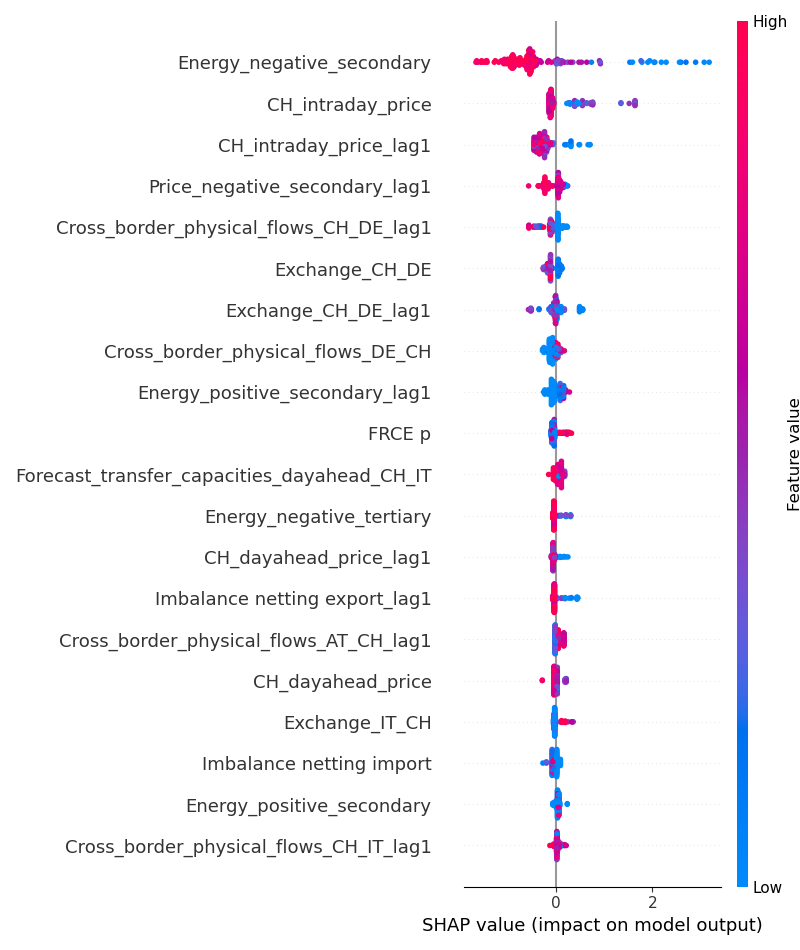 High
Energy_negative_secondary
CH_intraday_price
CH_intraday_price_lag1
Price_negative_secondary_lag1
Cross_border_physical_flows_CH_DE_lag1
Exchange_CH_DE
Exchange_CH_DE_lag1
Cross_border_physical_flows_DE_CH
Energy_positive_secondary_lag1
FRCE p
Forecast_transfer_capacities_dayahead_CH_IT
Energy_negative_tertiary
CH_dayahead_price_lag1
Imbalance netting export_lag1
Cross_border_physical_flows_AT_CH_lag1
CH_dayahead_price
Exchange_IT_CH
Imbalance netting import
Energy_positive_secondary
Cross_border_physical_flows_CH_IT_lag1
Feature value
Low
0 2
SHAP value (impact on model output)